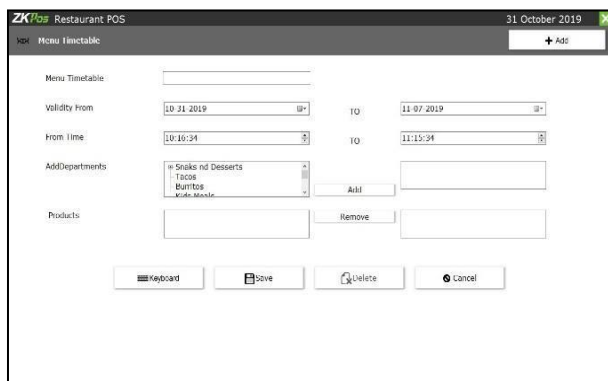 ZKPos Restaurant POS 31 October 2019 X
Menu Timetable + Add
Menu Timetable
Validity From 10-31-2019 TO 11-07-2019
From Time 10:16:34 TO 11:15:34
AddDepartments Snaks nd Desserts
Tacos
Burritos Add
Kids Meals
Products Remove
Keyboard Save Delete Cancel